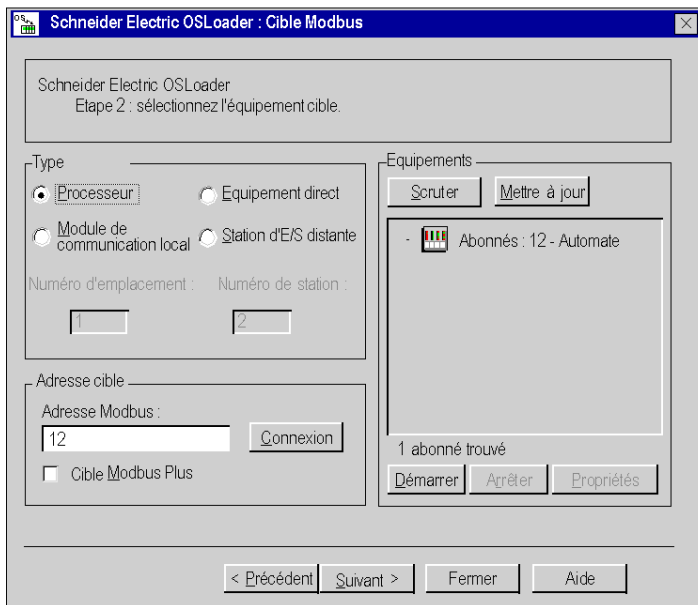 Schneider Electric OSLoader : Cible Modbus
Schneider Electric OSLoader
Etape 2 : sélectionnez l'équipement cible.
Type
Processeur
Equipement direct
Module de
communication local
Station d'E/S distante
Numéro d'emplacement :
Numéro de station :
1
2
Adresse cible
Adresse Modbus :
12
Connexion
Cible Modbus Plus
Equipements
Scruter
Mettre à jour
- Abonnés : 12 - Automate
1 abonné trouvé
Démarrer
Arrêter
Propriétés
< Précédent
Suivant >
Fermer
Aide